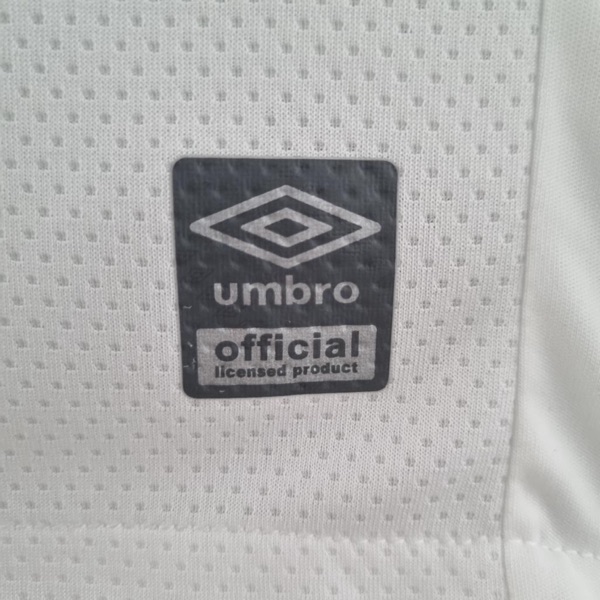 umbro
official
licensed product